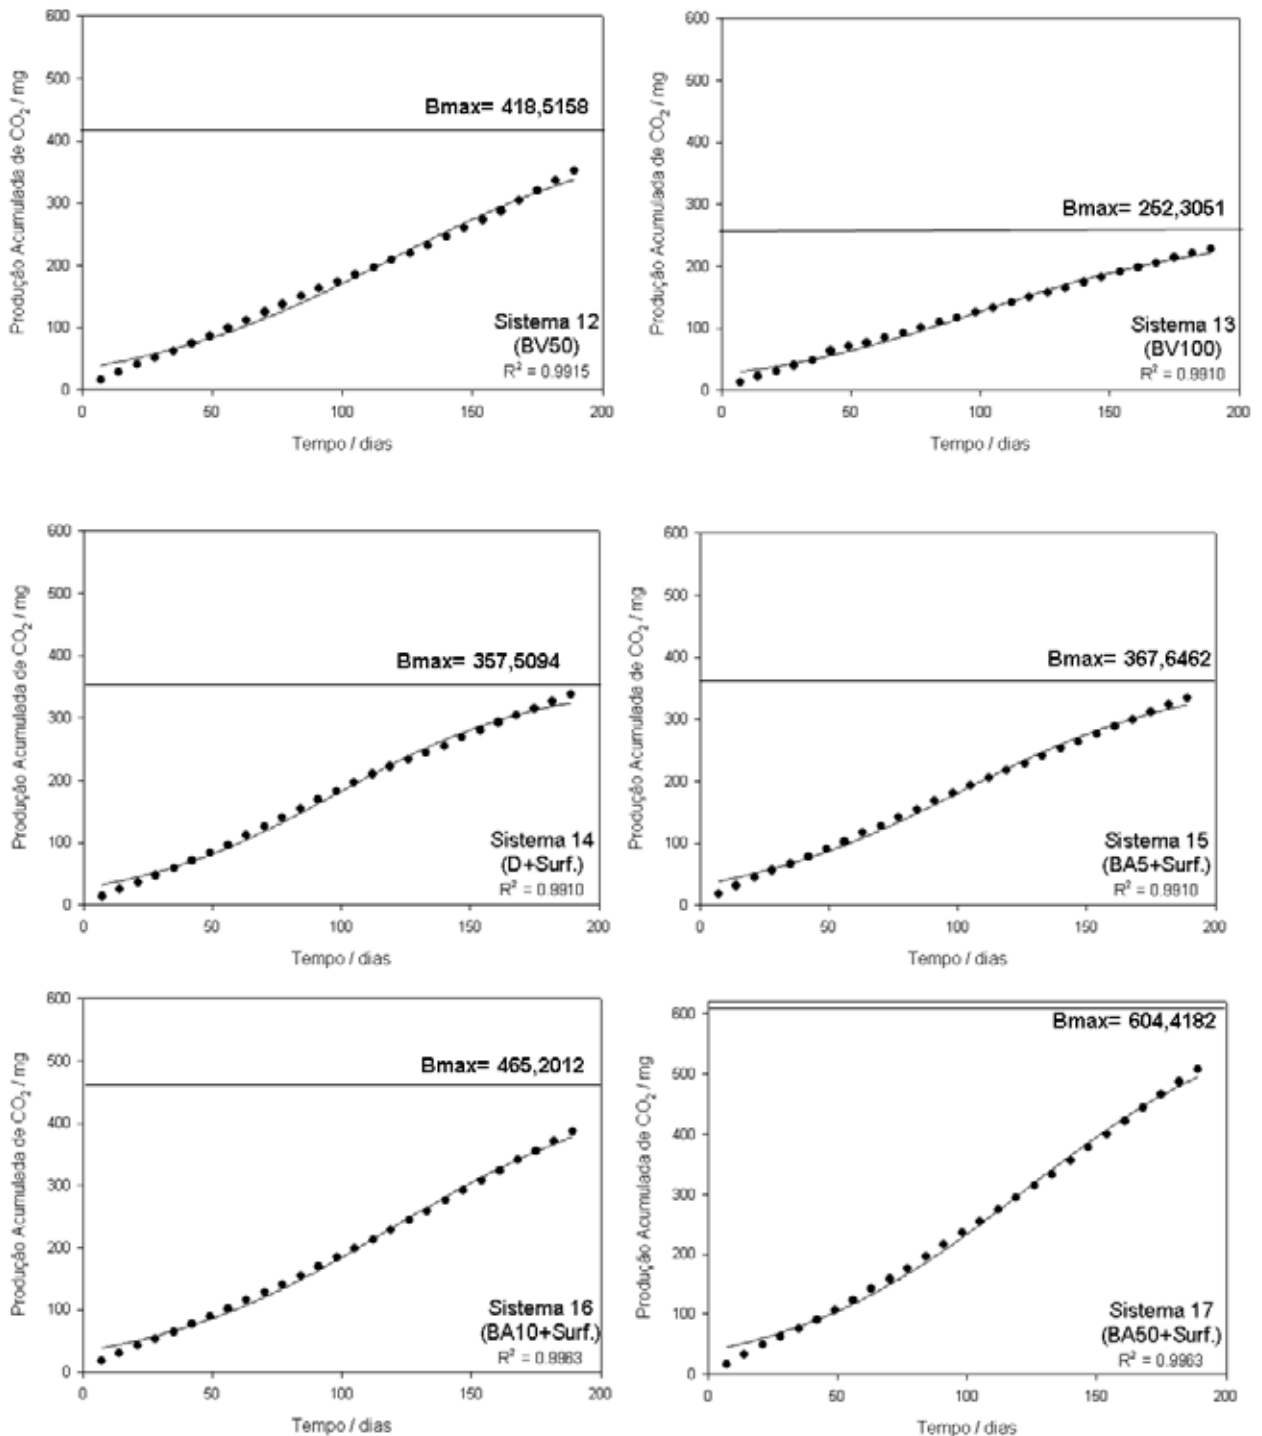 Produção Acumulada de CO2 / mg
600
500
400
300
200
100
0
Bmax= 418,5158
Sistema 12
(BV50)
R² = 0.9915
0 50 100 150 200
Tempo / dias
Produção Acumulada de CO2 / mg
600
500
400
300
200
100
0
Bmax= 252,3051
Sistema 13
(BV100)
R² = 0.9910
0 50 100 150 200
Tempo / dias
Produção Acumulada de CO2 / mg
600
500
400
300
200
100
0
Bmax= 357,5094
Sistema 14
(D+Surf.)
R² = 0.9910
0 50 100 150 200
Tempo / dias
Produção Acumulada de CO2 / mg
600
500
400
300
200
100
0
Bmax= 367,6462
Sistema 15
(BA5+Surf.)
R² = 0.9910
0 50 100 150 200
Tempo / dias
Produção Acumulada de CO2 / mg
600
500
400
300
200
100
0
Bmax= 465,2012
Sistema 16
(BA10+Surf.)
R² = 0.9963
0 50 100 150 200
Tempo / dias
Produção Acumulada de CO2 / mg
600
500
400
300
200
100
0
Bmax= 604,4182
Sistema 17
(BA50+Surf.)
R² = 0.9963
0 50 100 150 200
Tempo / dias